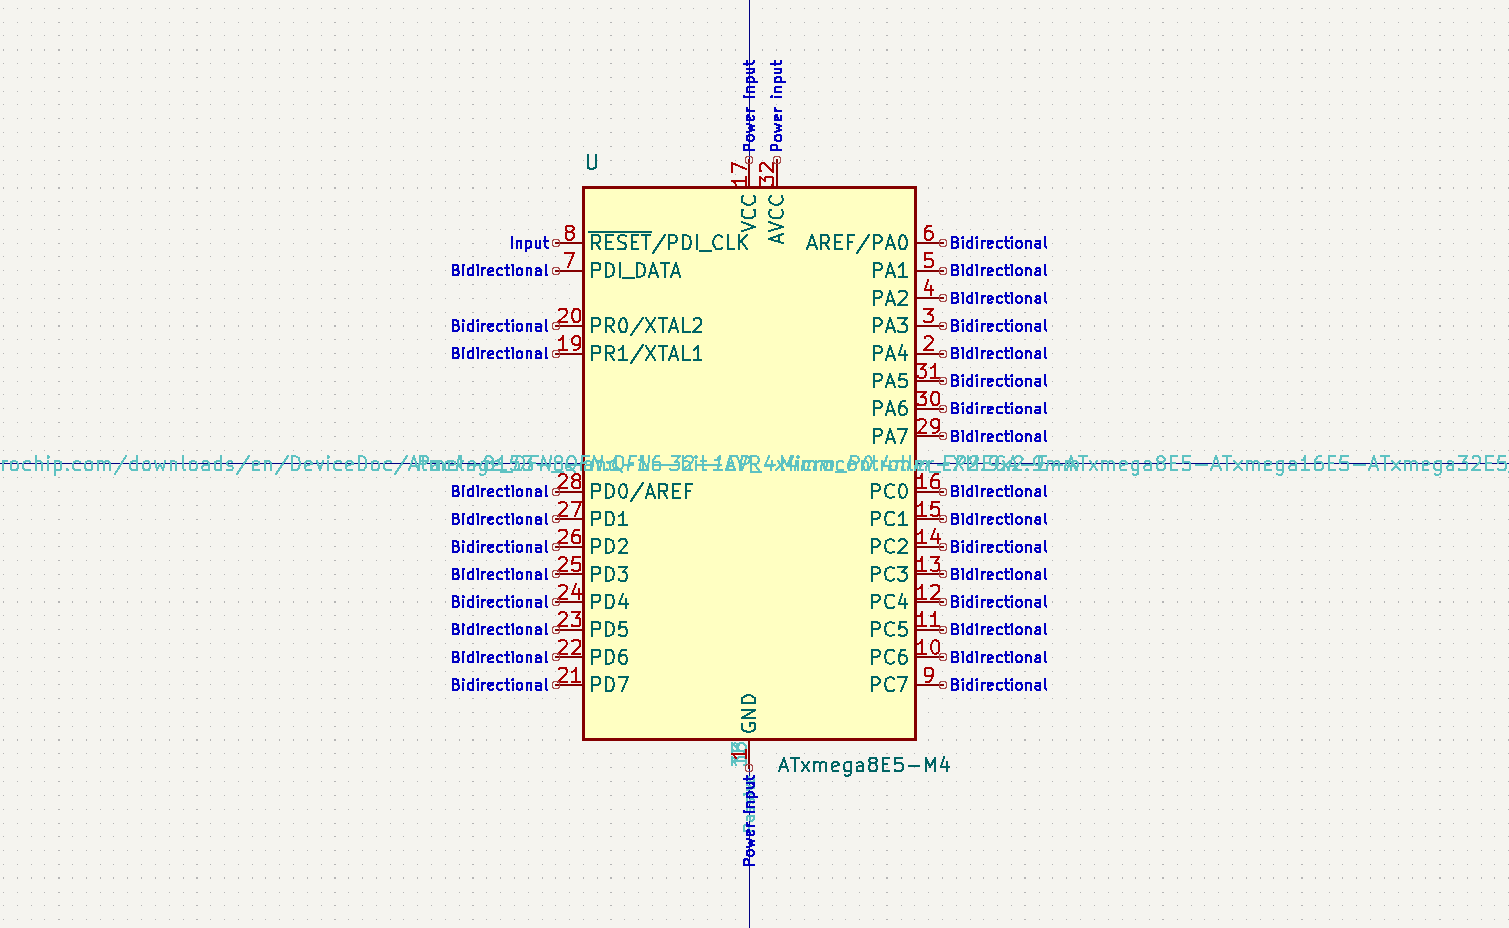 Power input
Power input
U
17
32
VCC
AVCC
Input 8 RESET/PDI_CLK
AREF/PA0 6 Bidirectional
Bidirectional 7 PDI_DATA
PA1 5 Bidirectional
PA2 4 Bidirectional
Bidirectional 20 PR0/XTAL2
PA3 3 Bidirectional
Bidirectional 19 PR1/XTAL1
PA4 2 Bidirectional
PA5 31 Bidirectional
PA6 30 Bidirectional
PA7 29 Bidirectional
rochip.com/downloads/en/DeviceDoc/
ATxmega8E5-ATxmega16E5-ATxmega32E5
Bidirectional 28 PD0/AREF
PC0 16 Bidirectional
Bidirectional 27 PD1
PC1 15 Bidirectional
Bidirectional 26 PD2
PC2 14 Bidirectional
Bidirectional 25 PD3
PC3 13 Bidirectional
Bidirectional 24 PD4
PC4 12 Bidirectional
Bidirectional 23 PD5
PC5 11 Bidirectional
Bidirectional 22 PD6
PC6 10 Bidirectional
Bidirectional 21 PD7
PC7 9 Bidirectional
GND
1
ATxmega8E5-M4
Power input